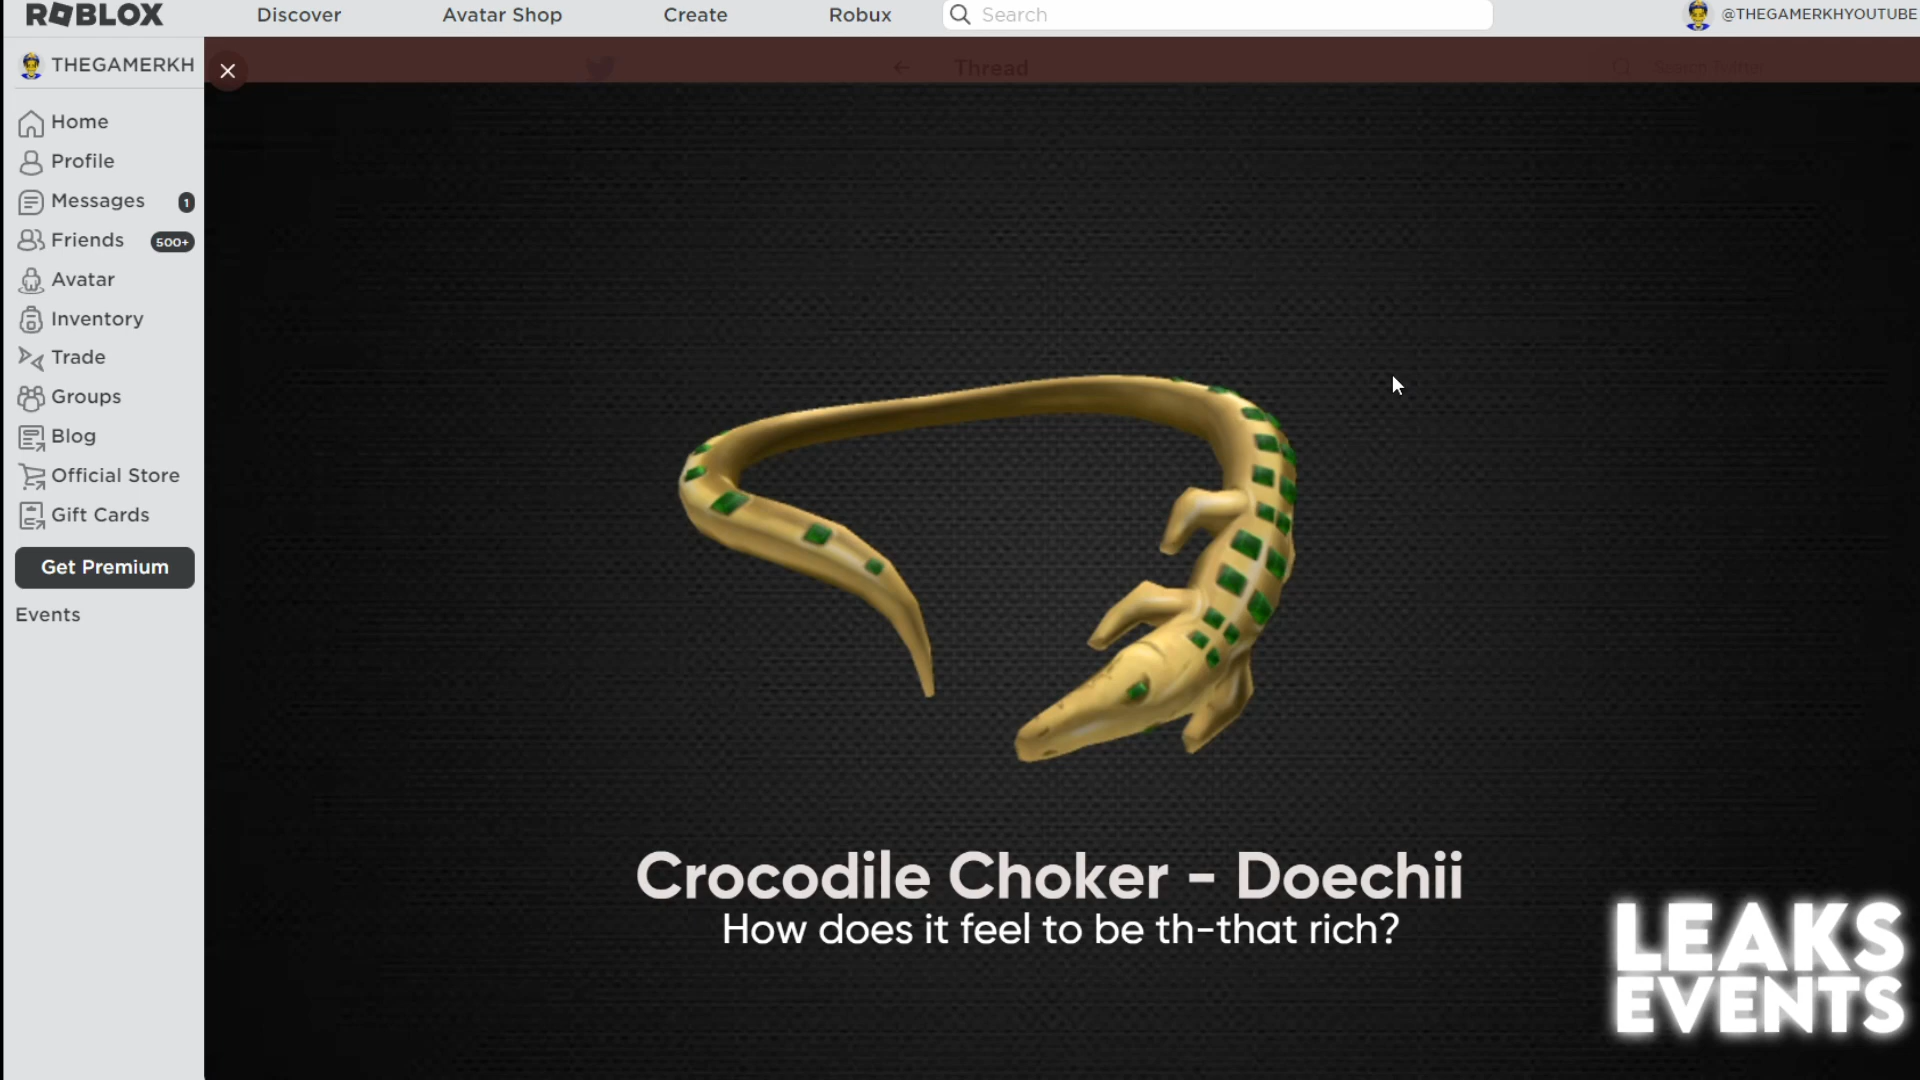 ROBLOX
Discover
Avatar Shop
Create
Robux
Search
@THEGAMERKHYOUTUBE
THEGAMERKH
Thread
Search Twitter
Home
Profile
Messages 1
Friends 500+
Avatar
Inventory
Trade
Groups
Blog
Official Store
Gift Cards
Get Premium
Events
Crocodile Choker - Doechii
How does it feel to be th-that rich?
LEAKS
EVENTS